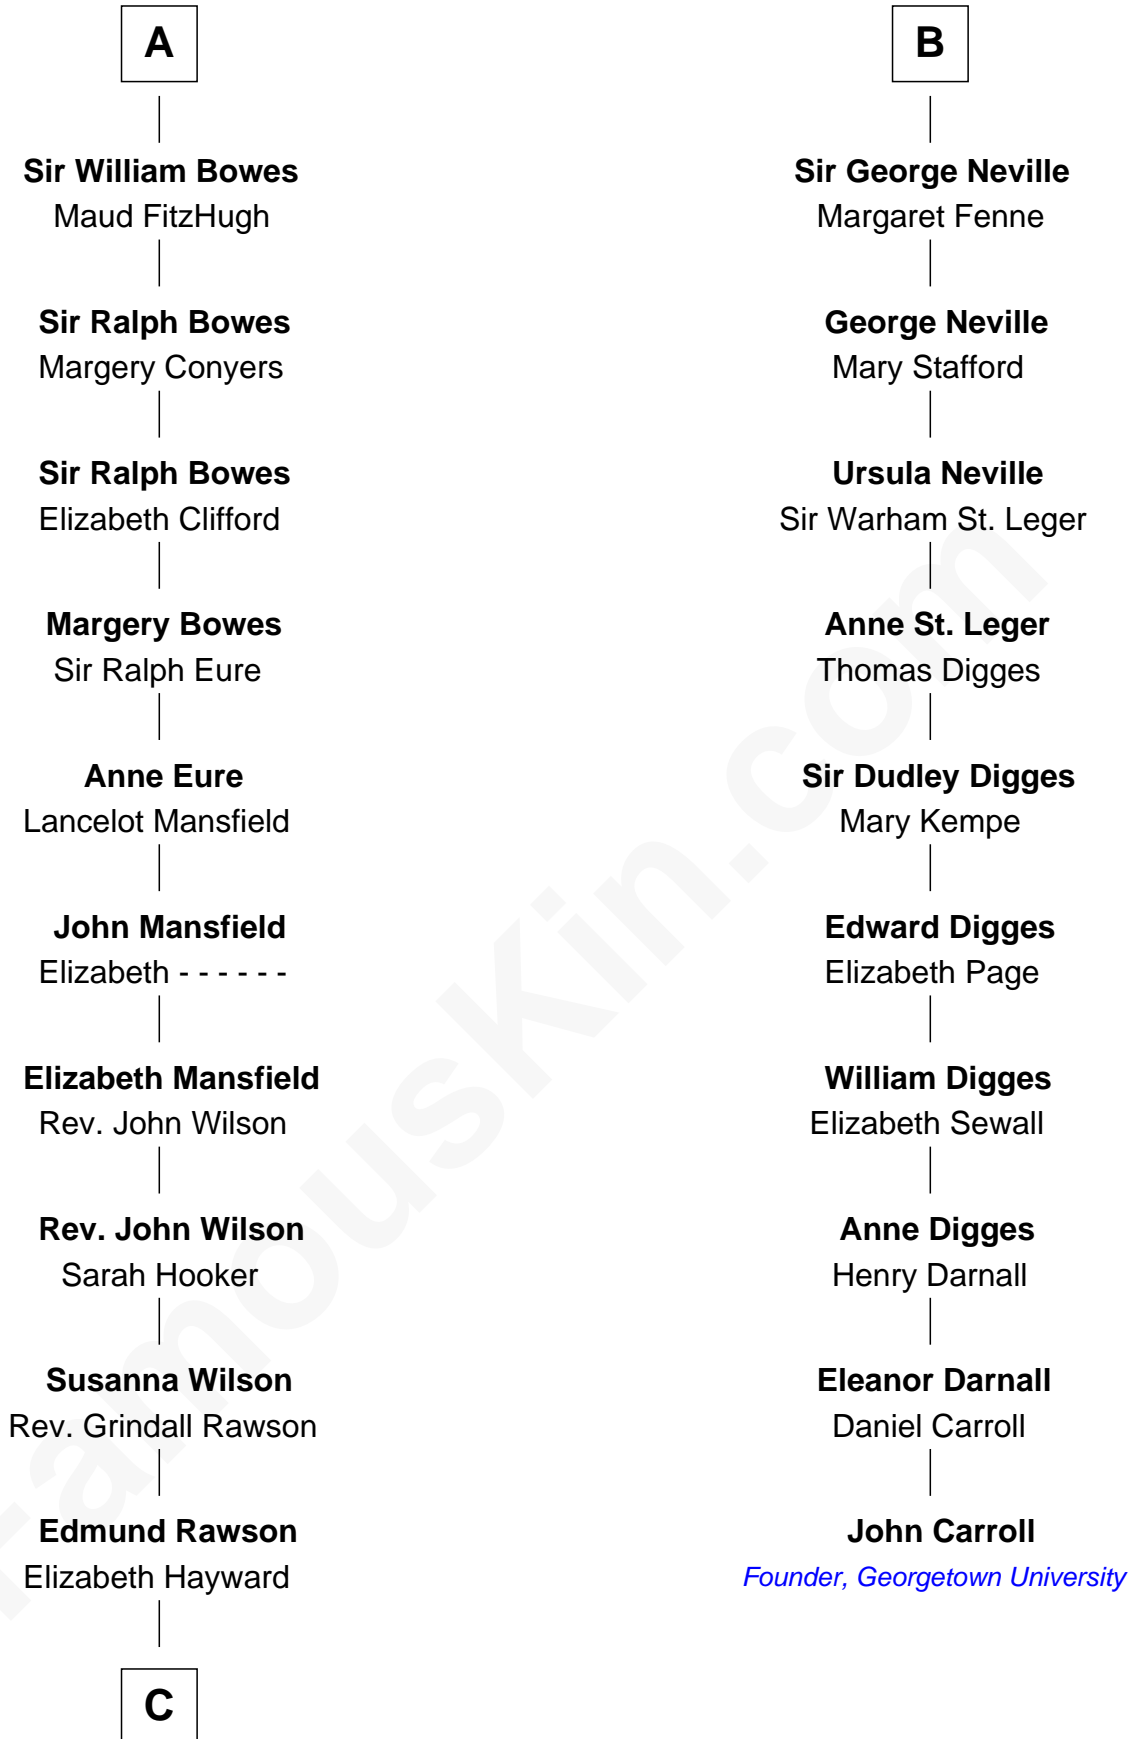 A
Sir William Bowes
Maud FitzHugh
Sir Ralph Bowes
Margery Conyers
Sir Ralph Bowes
Elizabeth Clifford
Margery Bowes
Sir Ralph Eure
Anne Eure
Lancelot Mansfield
John Mansfield
Elizabeth - - - - - -
Elizabeth Mansfield
Rev. John Wilson
Rev. John Wilson
Sarah Hooker
Susanna Wilson
Rev. Grindall Rawson
Edmund Rawson
Elizabeth Hayward
C
B
Sir George Neville
Margaret Fenne
George Neville
Mary Stafford
Ursula Neville
Sir Warham St. Leger
Anne St. Leger
Thomas Digges
Sir Dudley Digges
Mary Kempe
Edward Digges
Elizabeth Page
William Digges
Elizabeth Sewall
Anne Digges
Henry Darnall
Eleanor Darnall
Daniel Carroll
John Carroll
Founder, Georgetown University
FamousKin.com